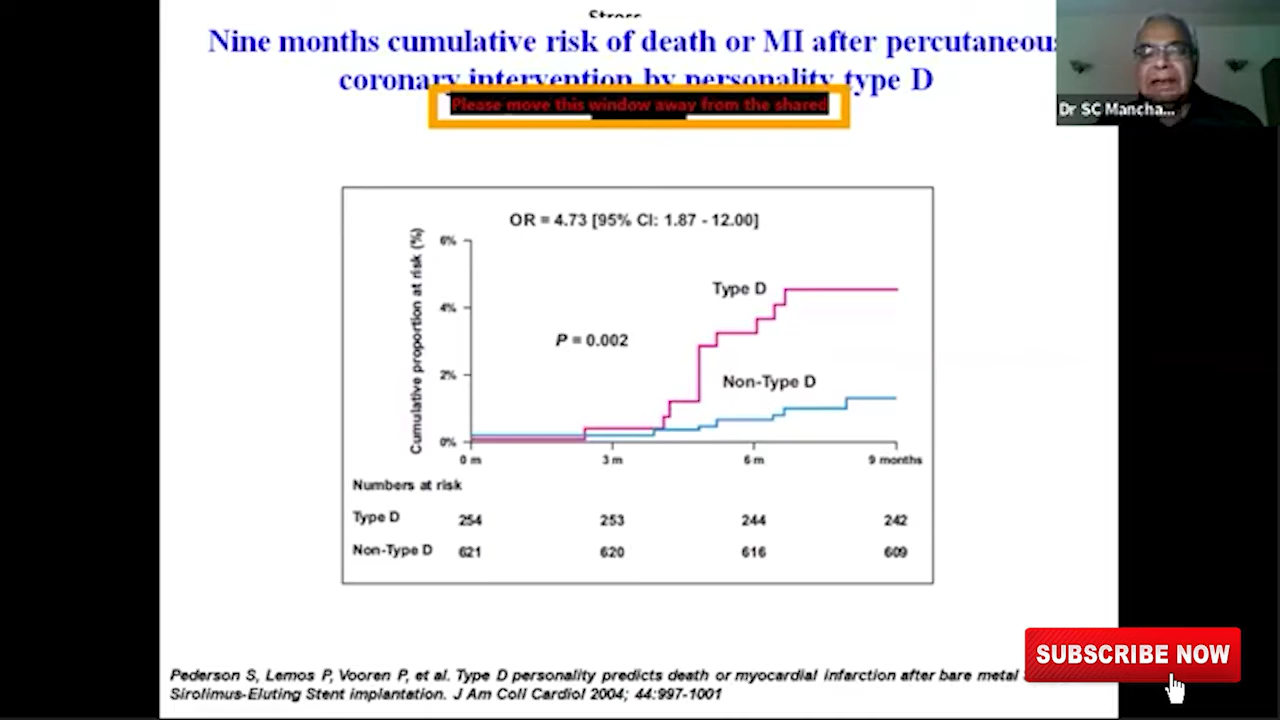 Stress
Nine months cumulative risk of death or MI after percutaneous
coronary intervention by personality type D
Please move this window away from the shared
Dr SC Mancha...
OR = 4.73 [95% CI: 1.87 - 12.00]
Cumulative proportion at risk (%)
6%
4%
2%
0%
Type D
P = 0.002
Non-Type D
0 m 3 m 6 m 9 months
Numbers at risk
Type D 254 253 244 242
Non-Type D 621 620 616 609
SUBSCRIBE NOW
Pederson S, Lemos P, Vooren P, et al. Type D personality predicts death or myocardial infarction after bare metal
Sirolimus-Eluting Stent implantation. J Am Coll Cardiol 2004; 44:997-1001